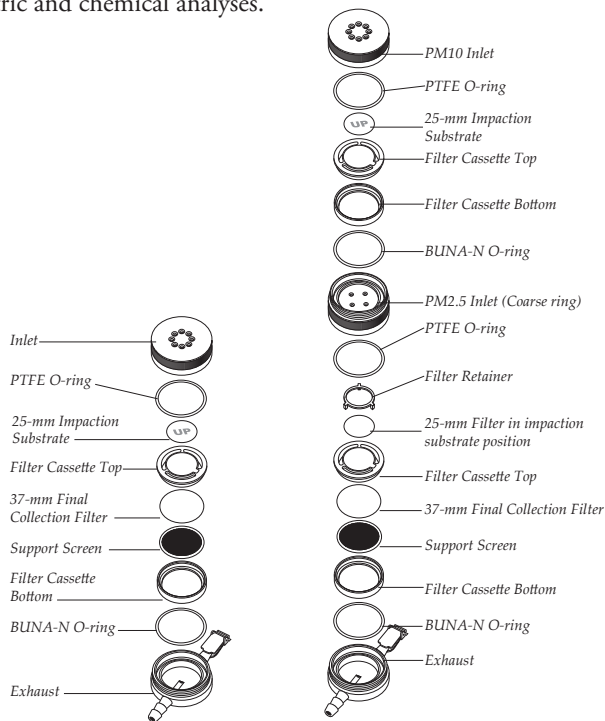 ric and chemical analyses.
Inlet
PTFE O-ring
25-mm Impaction
Substrate
UP
Filter Cassette Top
37-mm Final
Collection Filter
Support Screen
Filter Cassette
Bottom
BUNA-N O-ring
Exhaust
PM10 Inlet
PTFE O-ring
25-mm Impaction
Substrate
UP
Filter Cassette Top
Filter Cassette Bottom
BUNA-N O-ring
PM2.5 Inlet (Coarse ring)
PTFE O-ring
Filter Retainer
25-mm Filter in impaction
substrate position
Filter Cassette Top
37-mm Final Collection Filter
Support Screen
Filter Cassette Bottom
BUNA-N O-ring
Exhaust